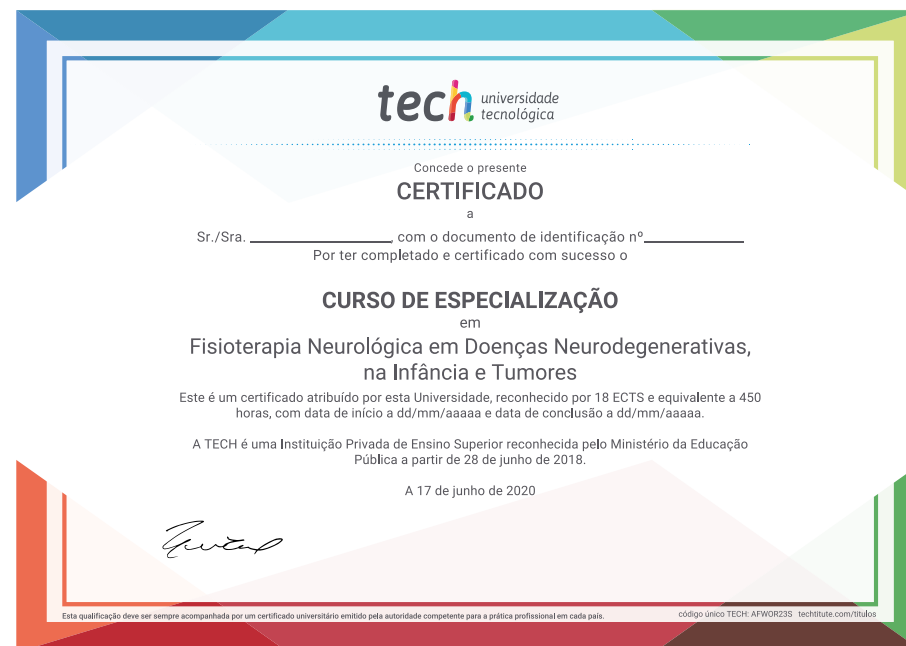 tech universidade
tecnológica
Concede o presente
CERTIFICADO
a
Sr./Sra. ________________, com o documento de identificação nº____________
Por ter completado e certificado com sucesso o
CURSO DE ESPECIALIZAÇÃO
em
Fisioterapia Neurológica em Doenças Neurodegenerativas,
na Infância e Tumores
Este é um certificado atribuído por esta Universidade, reconhecido por 18 ECTS e equivalente a 450
horas, com data de início a dd/mm/aaaaa e data de conclusão a dd/mm/aaaaa.
A TECH é uma Instituição Privada de Ensino Superior reconhecida pelo Ministério da Educação
Pública a partir de 28 de junho de 2018.
A 17 de junho de 2020
Esta qualificação deve ser sempre acompanhada por um certificado universitário emitido pela autoridade competente para a prática profissional em cada país.
código único TECH: AFWOR23S techtitute.com/titulos